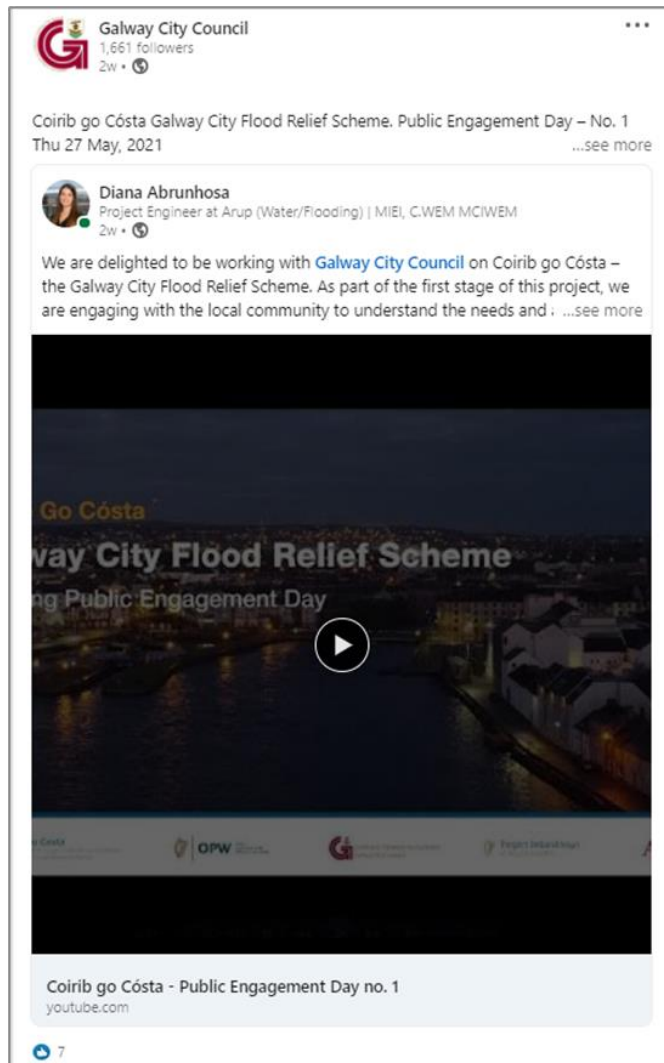 Galway City Council
1,661 followers
2w •
Coirib go Cósta Galway City Flood Relief Scheme. Public Engagement Day – No. 1
Thu 27 May, 2021 ...see more
Diana Abrunhosa
Project Engineer at Arup (Water/Flooding) | MIEI, C.WEM MCIWEM
2w •
We are delighted to be working with Galway City Council on Coirib go Cósta –
the Galway City Flood Relief Scheme. As part of the first stage of this project, we
are engaging with the local community to understand the needs and ...see more
Go Cósta
way City Flood Relief Scheme
ng Public Engagement Day
OPW
Coirib go Cósta - Public Engagement Day no. 1
youtube.com
7